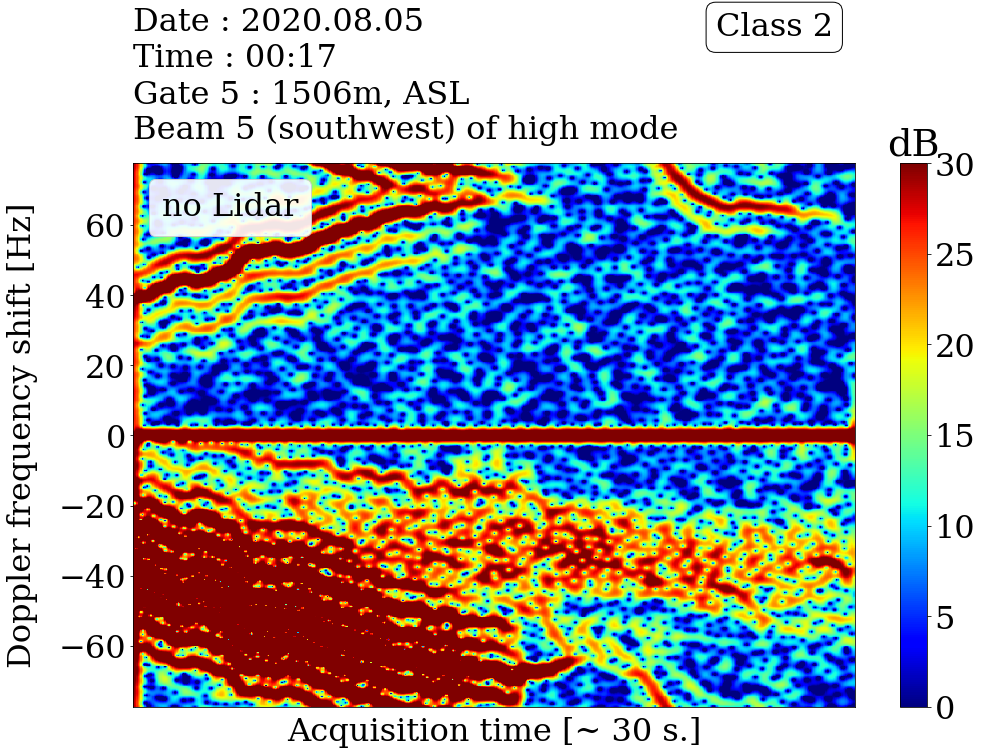 Date : 2020.08.05
Time : 00:17
Gate 5 : 1506m, ASL
Beam 5 (southwest) of high mode
Class 2
dB
no Lidar
Doppler frequency shift [Hz]
60
40
20
0
−20
−40
−60
30
25
20
15
10
5
0
Acquisition time [~ 30 s.]